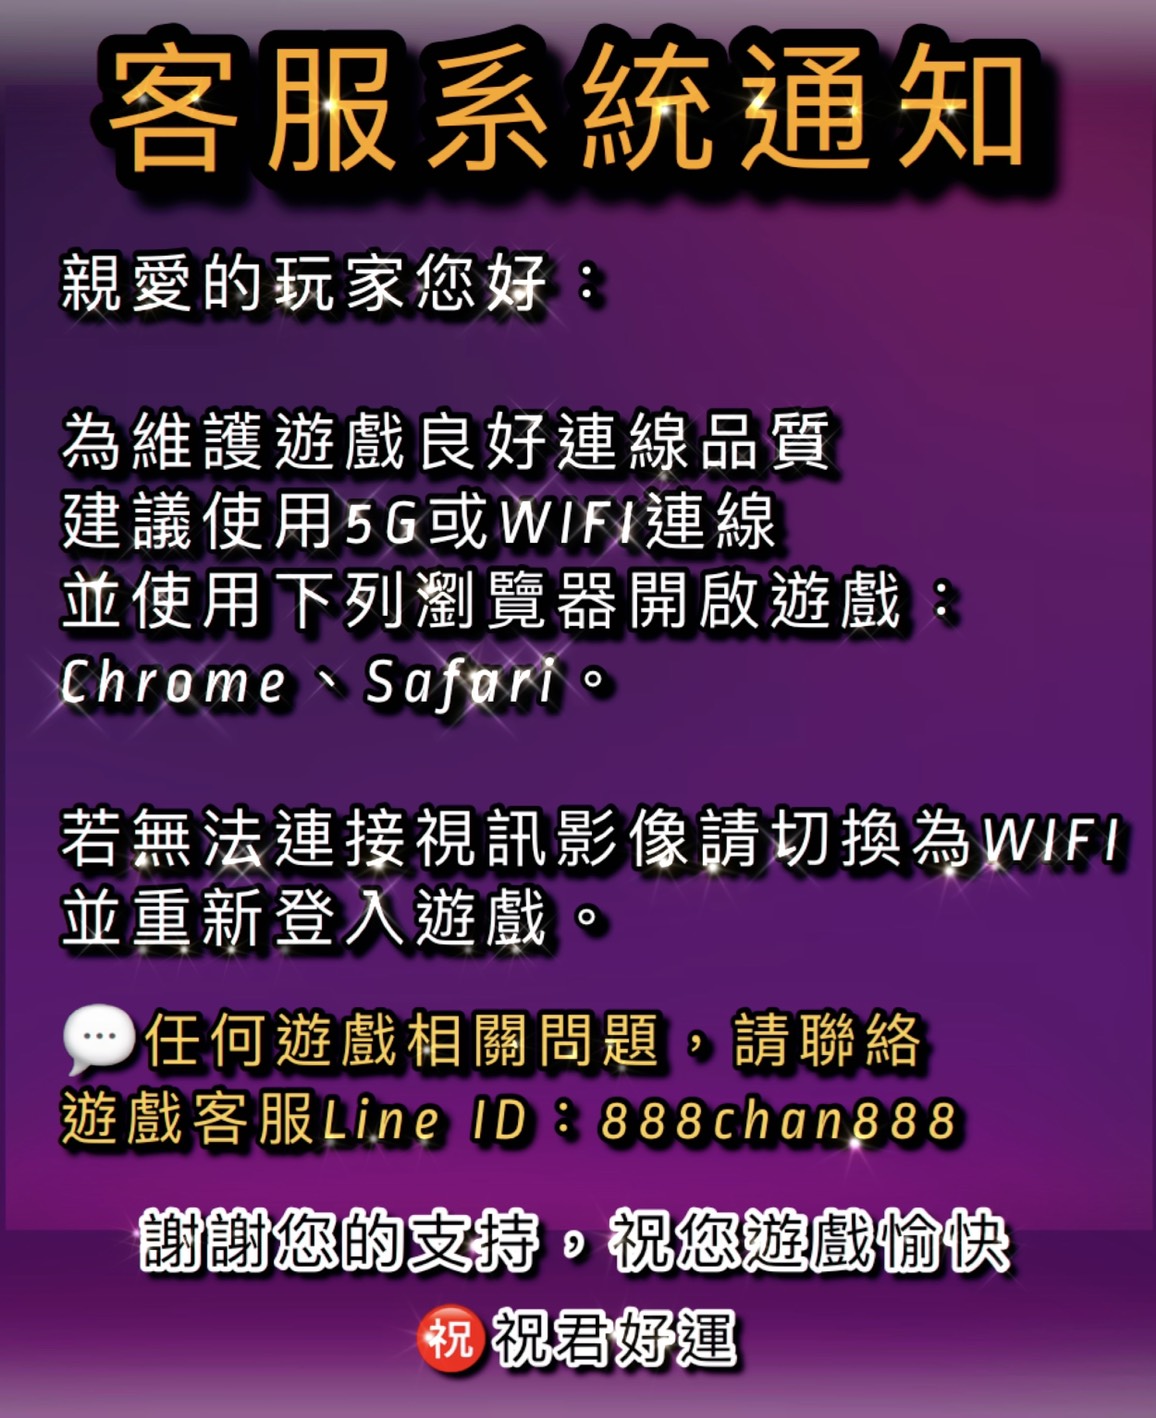 客服系統通知
親愛的玩家您好：
為維護遊戲良好連線品質
建議使用5G或WIFI連線
並使用下列瀏覽器開啟遊戲：
Chrome、Safari。
若無法連接視訊影像請切換為WIFI
並重新登入遊戲。
💬任何遊戲相關問題，請聯絡
遊戲客服Line ID：888chan888
謝謝您的支持，祝您遊戲愉快
㊗️祝君好運